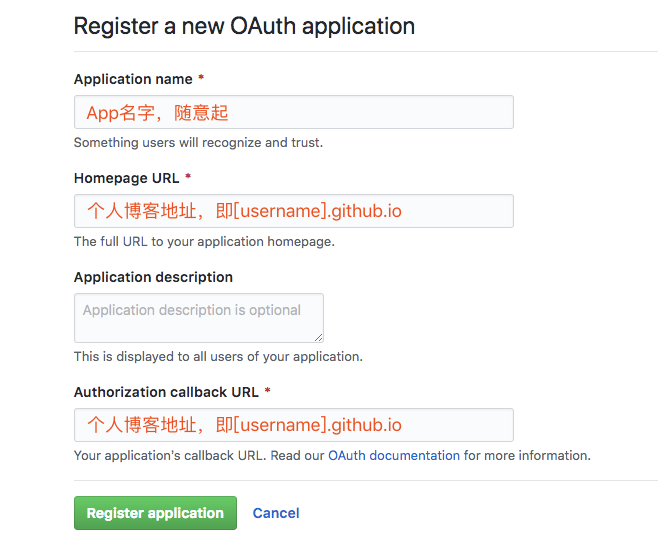 Register a new OAuth application
Application name *
App名字，随意起
Something users will recognize and trust.
Homepage URL *
个人博客地址，即[username].github.io
The full URL to your application homepage.
Application description
Application description is optional
This is displayed to all users of your application.
Authorization callback URL *
个人博客地址，即[username].github.io
Your application's callback URL. Read our OAuth documentation for more information.
Register application Cancel